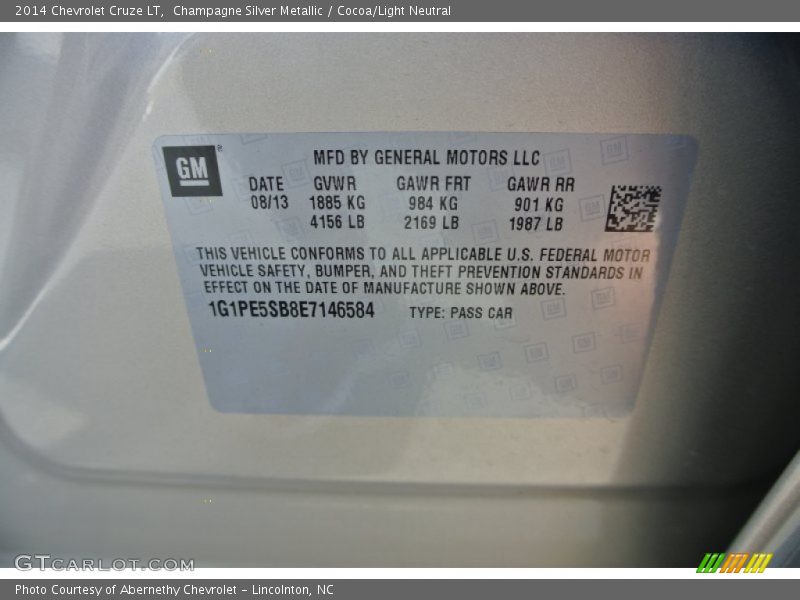 2014 Chevrolet Cruze LT, Champagne Silver Metallic / Cocoa/Light Neutral
GM ®
MFD BY GENERAL MOTORS LLC
DATE GVWR GAWR FRT GAWR RR
08/13 1885 KG 984 KG 901 KG
4156 LB 2169 LB 1987 LB
THIS VEHICLE CONFORMS TO ALL APPLICABLE U.S. FEDERAL MOTOR
VEHICLE SAFETY, BUMPER, AND THEFT PREVENTION STANDARDS IN
EFFECT ON THE DATE OF MANUFACTURE SHOWN ABOVE.
1G1PE5SB8E7146584 TYPE: PASS CAR
GTCARLOT.COM
Photo Courtesy of Abernethy Chevrolet - Lincolnton, NC